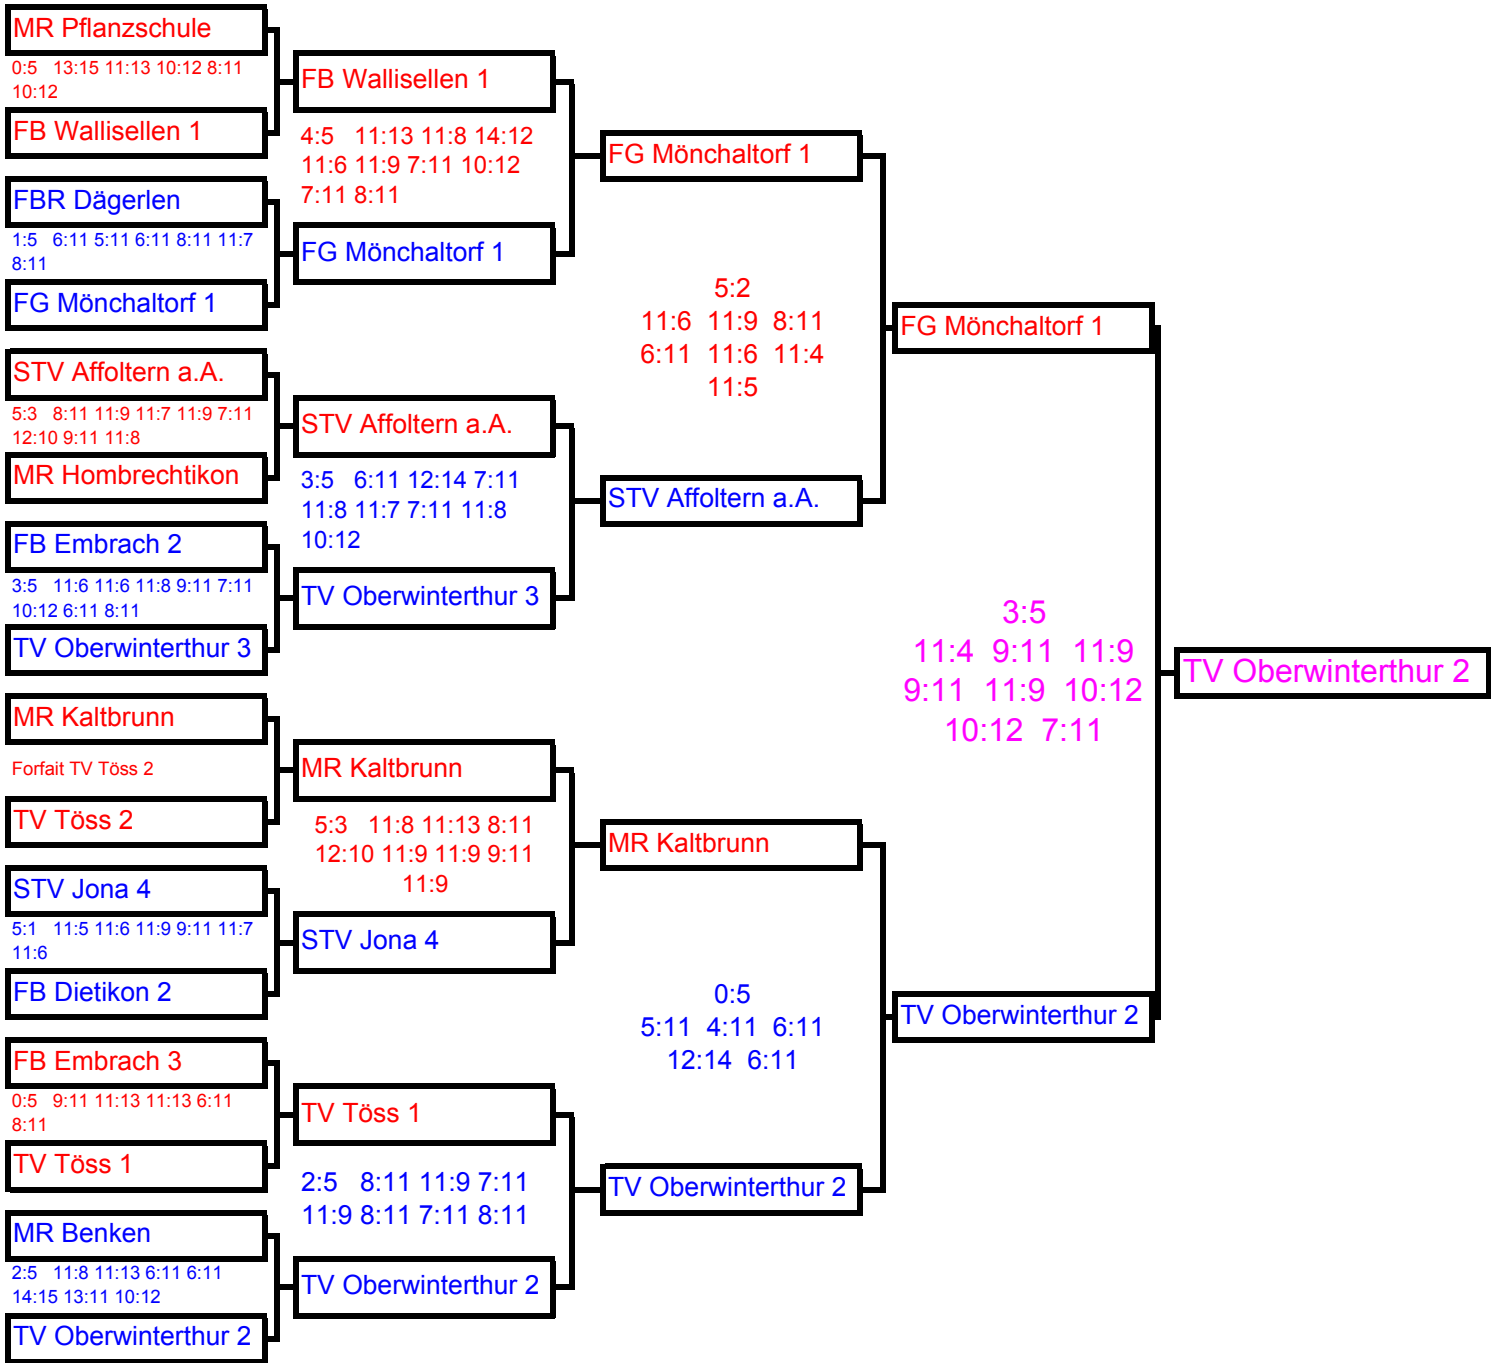 MR Pflanzschule
0:5 13:15 11:13 10:12 8:11
10:12
FB Wallisellen 1
FBR Dägerlen
1:5 6:11 5:11 6:11 8:11 11:7
8:11
FG Mönchaltorf 1
STV Affoltern a.A.
5:3 8:11 11:9 11:7 11:9 7:11
12:10 9:11 11:8
MR Hombrechtikon
FB Embrach 2
3:5 11:6 11:6 11:8 9:11 7:11
10:12 6:11 8:11
TV Oberwinterthur 3
MR Kaltbrunn
Forfait TV Töss 2
TV Töss 2
STV Jona 4
5:1 11:5 11:6 11:9 9:11 11:7
11:6
FB Dietikon 2
FB Embrach 3
0:5 9:11 11:13 11:13 6:11
8:11
TV Töss 1
MR Benken
2:5 11:8 11:13 6:11 6:11
14:15 13:11 10:12
TV Oberwinterthur 2
FB Wallisellen 1
4:5 11:13 11:8 14:12
11:6 11:9 7:11 10:12
7:11 8:11
FG Mönchaltorf 1
STV Affoltern a.A.
3:5 6:11 12:14 7:11
11:8 11:7 7:11 11:8
10:12
TV Oberwinterthur 3
MR Kaltbrunn
5:3 11:8 11:13 8:11
12:10 11:9 11:9 9:11
11:9
STV Jona 4
TV Töss 1
2:5 8:11 11:9 7:11
11:9 8:11 7:11 8:11
TV Oberwinterthur 2
FG Mönchaltorf 1
5:2
11:6 11:9 8:11
6:11 11:6 11:4
11:5
STV Affoltern a.A.
MR Kaltbrunn
0:5
5:11 4:11 6:11
12:14 6:11
TV Oberwinterthur 2
FG Mönchaltorf 1
3:5
11:4 9:11 11:9
9:11 11:9 10:12
10:12 7:11
TV Oberwinterthur 2
TV Oberwinterthur 2